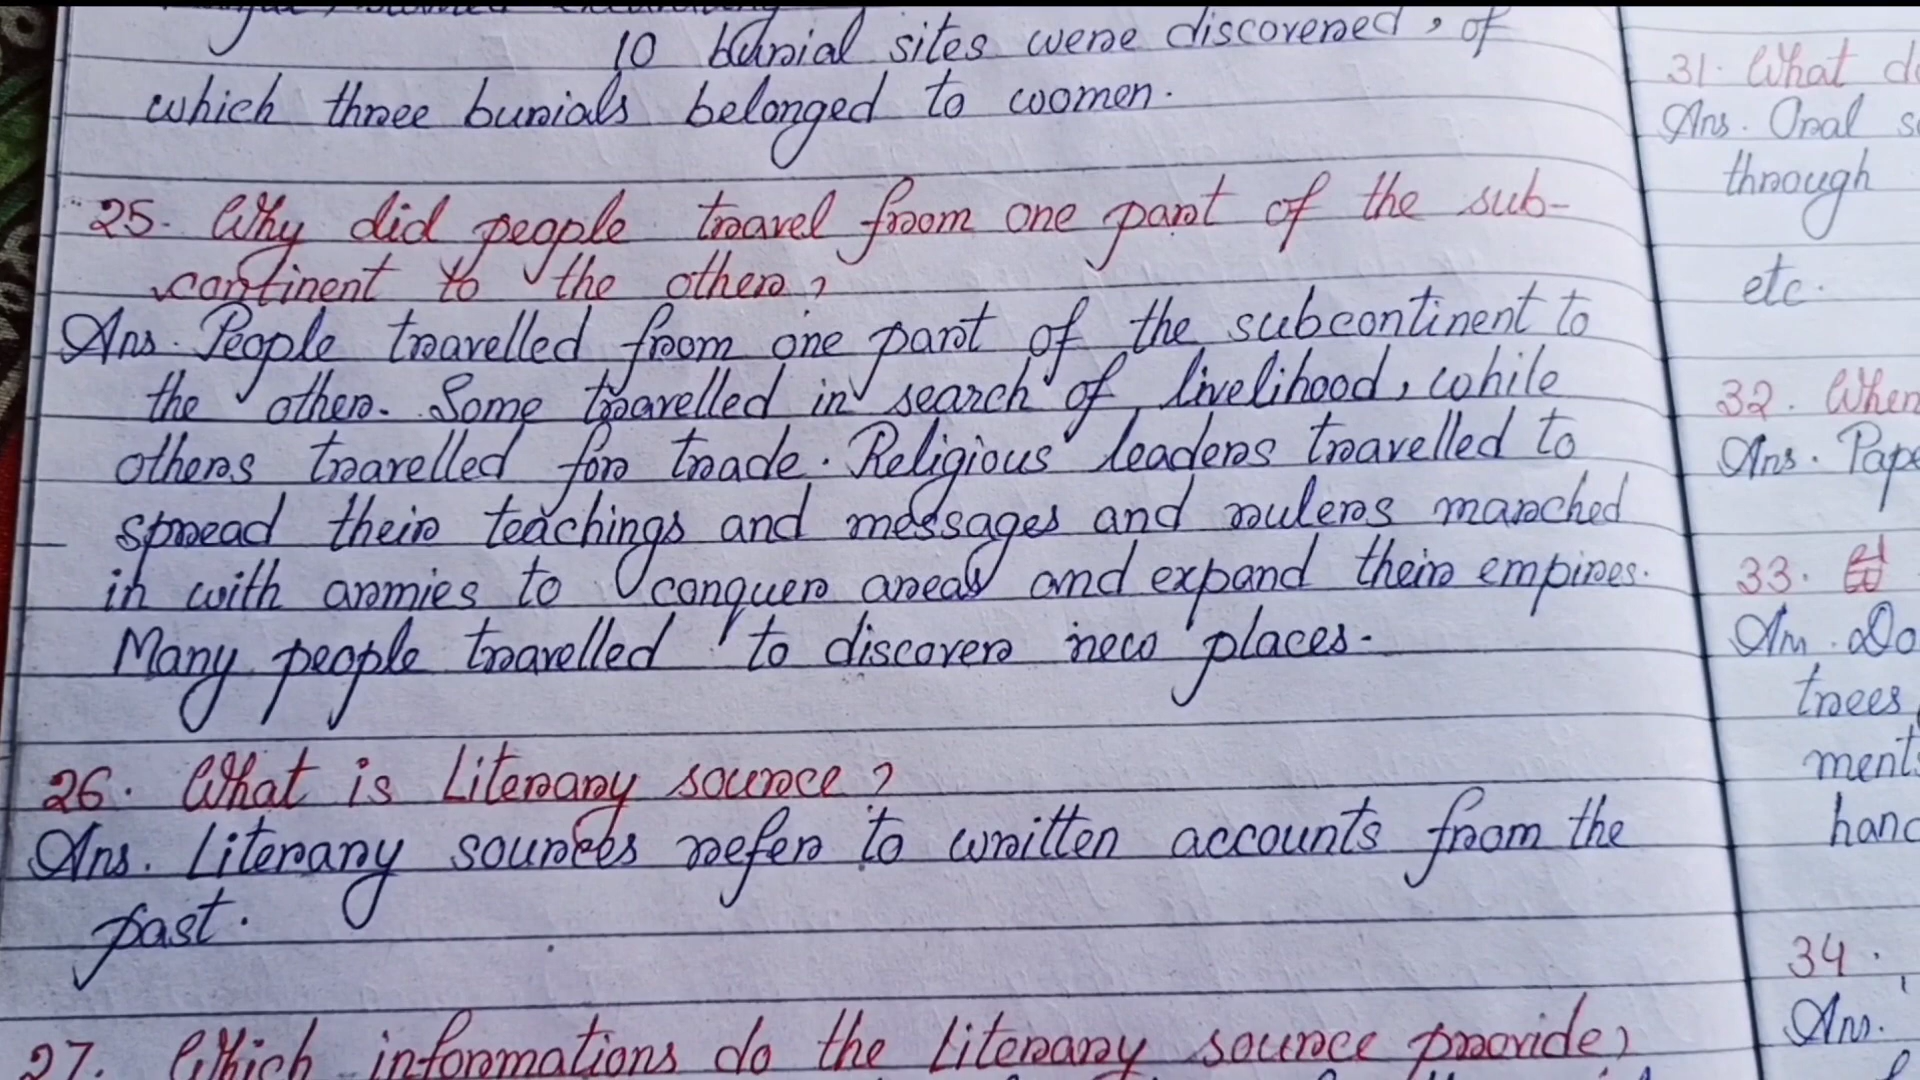 10 burial sites were discovered, of
which three burials belonged to women.
25. Why did people travel from one part of the sub-
continent to the other?
Ans. People travelled from one part of the subcontinent to
the other. Some travelled in search of livelihood, while
others travelled for trade. Religious leaders travelled to
spread their teachings and messages and rulers marched
in with armies to conquer areas and expand their empires.
Many people travelled to discover new places.
26. What is Literary source?
Ans. Literary sources refer to written accounts from the
past.
27. Which informations do the Literary source provide?
31. What do
Ans. Oral
through
etc.
32. When
Ans. Pape
33.
An. Do
trees
ment
hand
34.
Ans.